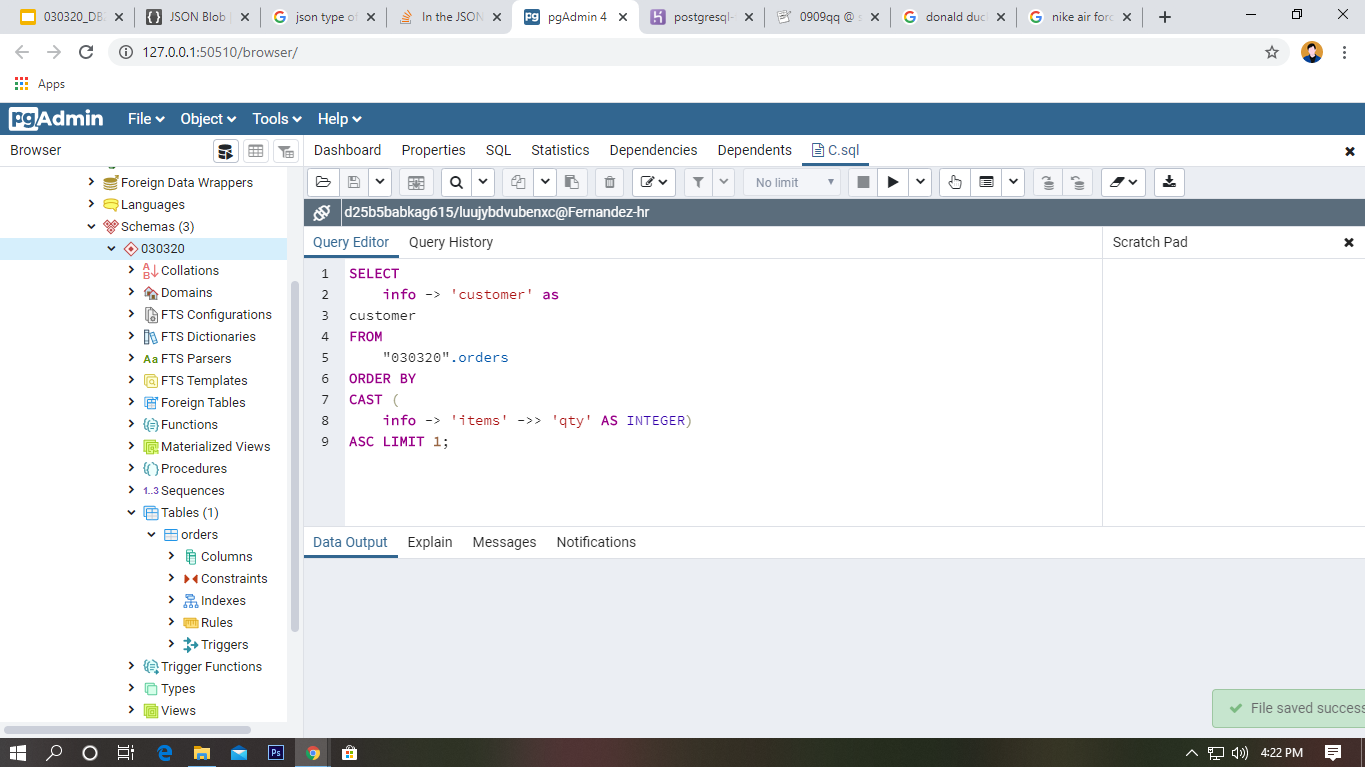 030320_DB
JSON Blob
json type of
In the JSON
pgAdmin 4
postgresql-
0909qq @ s
donald duc
nike air for
127.0.0.1:50510/browser/
Apps
pgAdmin
File
Object
Tools
Help
Browser
Dashboard
Properties
SQL
Statistics
Dependencies
Dependents
C.sql
No limit
d25b5babkag615/luujybdvubenxc@Fernandez-hr
Foreign Data Wrappers
Languages
Schemas (3)
030320
Collations
Domains
FTS Configurations
FTS Dictionaries
Aa FTS Parsers
FTS Templates
Foreign Tables
Functions
Materialized Views
Procedures
1..3 Sequences
Tables (1)
orders
Columns
Constraints
Indexes
Rules
Triggers
Trigger Functions
Types
Views
Query Editor
Query History
Scratch Pad
1 SELECT
2 info -> 'customer' as
3 customer
4 FROM
5 "030320".orders
6 ORDER BY
7 CAST (
8 info -> 'items' ->> 'qty' AS INTEGER)
9 ASC LIMIT 1;
Data Output
Explain
Messages
Notifications
File saved success
Ps
4:22 PM